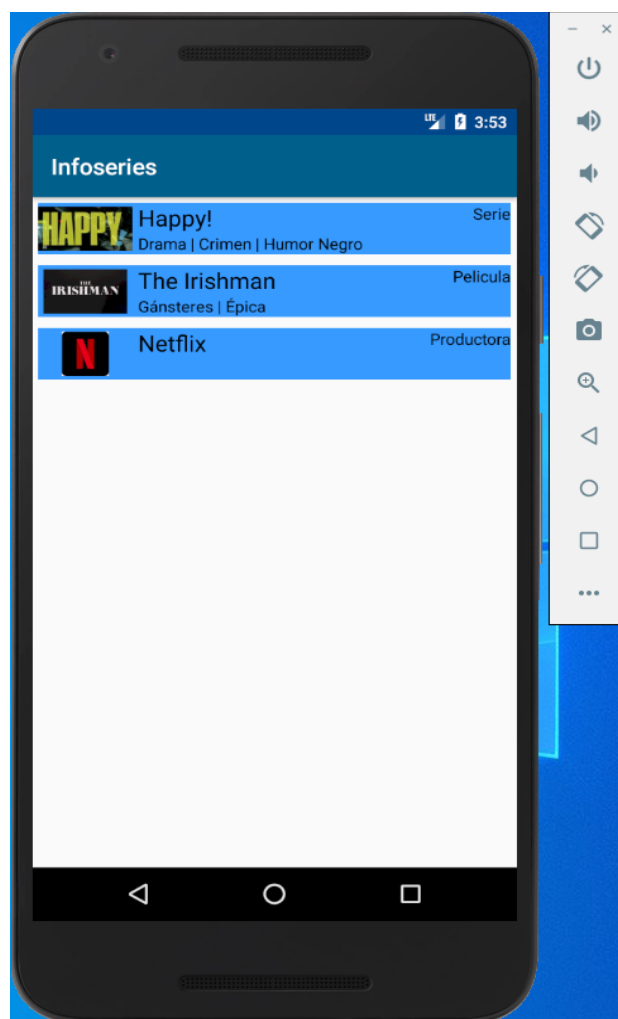 LTE 3:53
Infoseries
HAPPY!
Happy!
Serie
Drama | Crimen | Humor Negro
THE
IRISHMAN
The Irishman
Pelicula
Gánsteres | Épica
N
Netflix
Productora